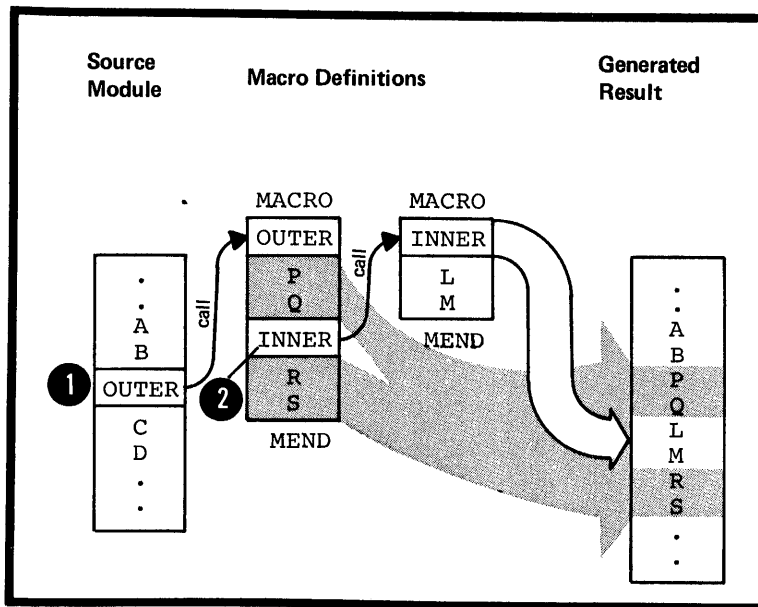 Source
Module
Macro Definitions
Generated
Result
.
.
A
B
1
OUTER
C
D
.
.
call
MACRO
OUTER
P
Q
INNER
2
R
S
MEND
call
MACRO
INNER
L
M
MEND
.
.
A
B
P
Q
L
M
R
S
.
.